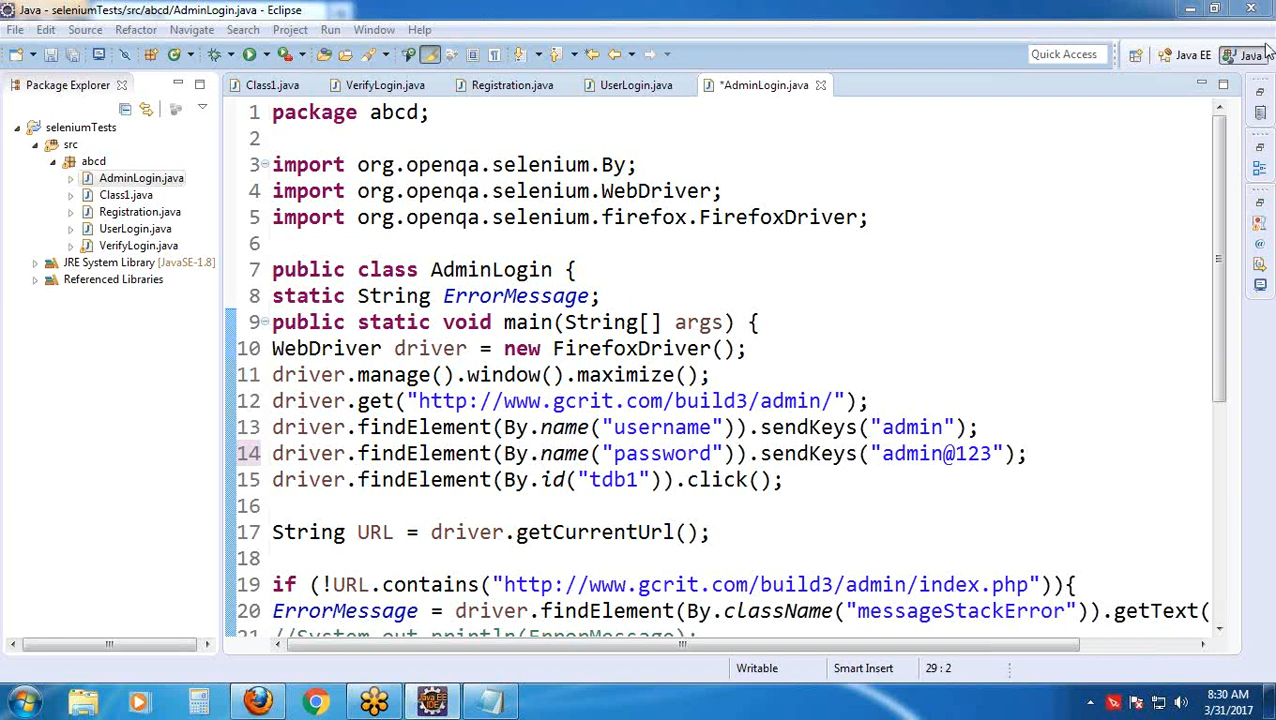 Java - seleniumTests/src/abcd/AdminLogin.java - Eclipse
File Edit Source Refactor Navigate Search Project Run Window Help
Quick Access Java EE Java
Package Explorer
Class1.java VerifyLogin.java Registration.java UserLogin.java *AdminLogin.java
seleniumTests
src
abcd
AdminLogin.java
Class1.java
Registration.java
UserLogin.java
VerifyLogin.java
JRE System Library [JavaSE-1.8]
Referenced Libraries
1 package abcd;
2
3 import org.openqa.selenium.By;
4 import org.openqa.selenium.WebDriver;
5 import org.openqa.selenium.firefox.FirefoxDriver;
6
7 public class AdminLogin {
8 static String ErrorMessage;
9 public static void main(String[] args) {
10 WebDriver driver = new FirefoxDriver();
11 driver.manage().window().maximize();
12 driver.get("http://www.gcrit.com/build3/admin/");
13 driver.findElement(By.name("username")).sendKeys("admin");
14 driver.findElement(By.name("password")).sendKeys("admin@123");
15 driver.findElement(By.id("tdb1")).click();
16
17 String URL = driver.getCurrentUrl();
18
19 if (!URL.contains("http://www.gcrit.com/build3/admin/index.php")){
20 ErrorMessage = driver.findElement(By.className("messageStackError")).getText(
21 //System.out.println(ErrorMessage);
Writable Smart Insert 29 : 2
8:30 AM
3/31/2017